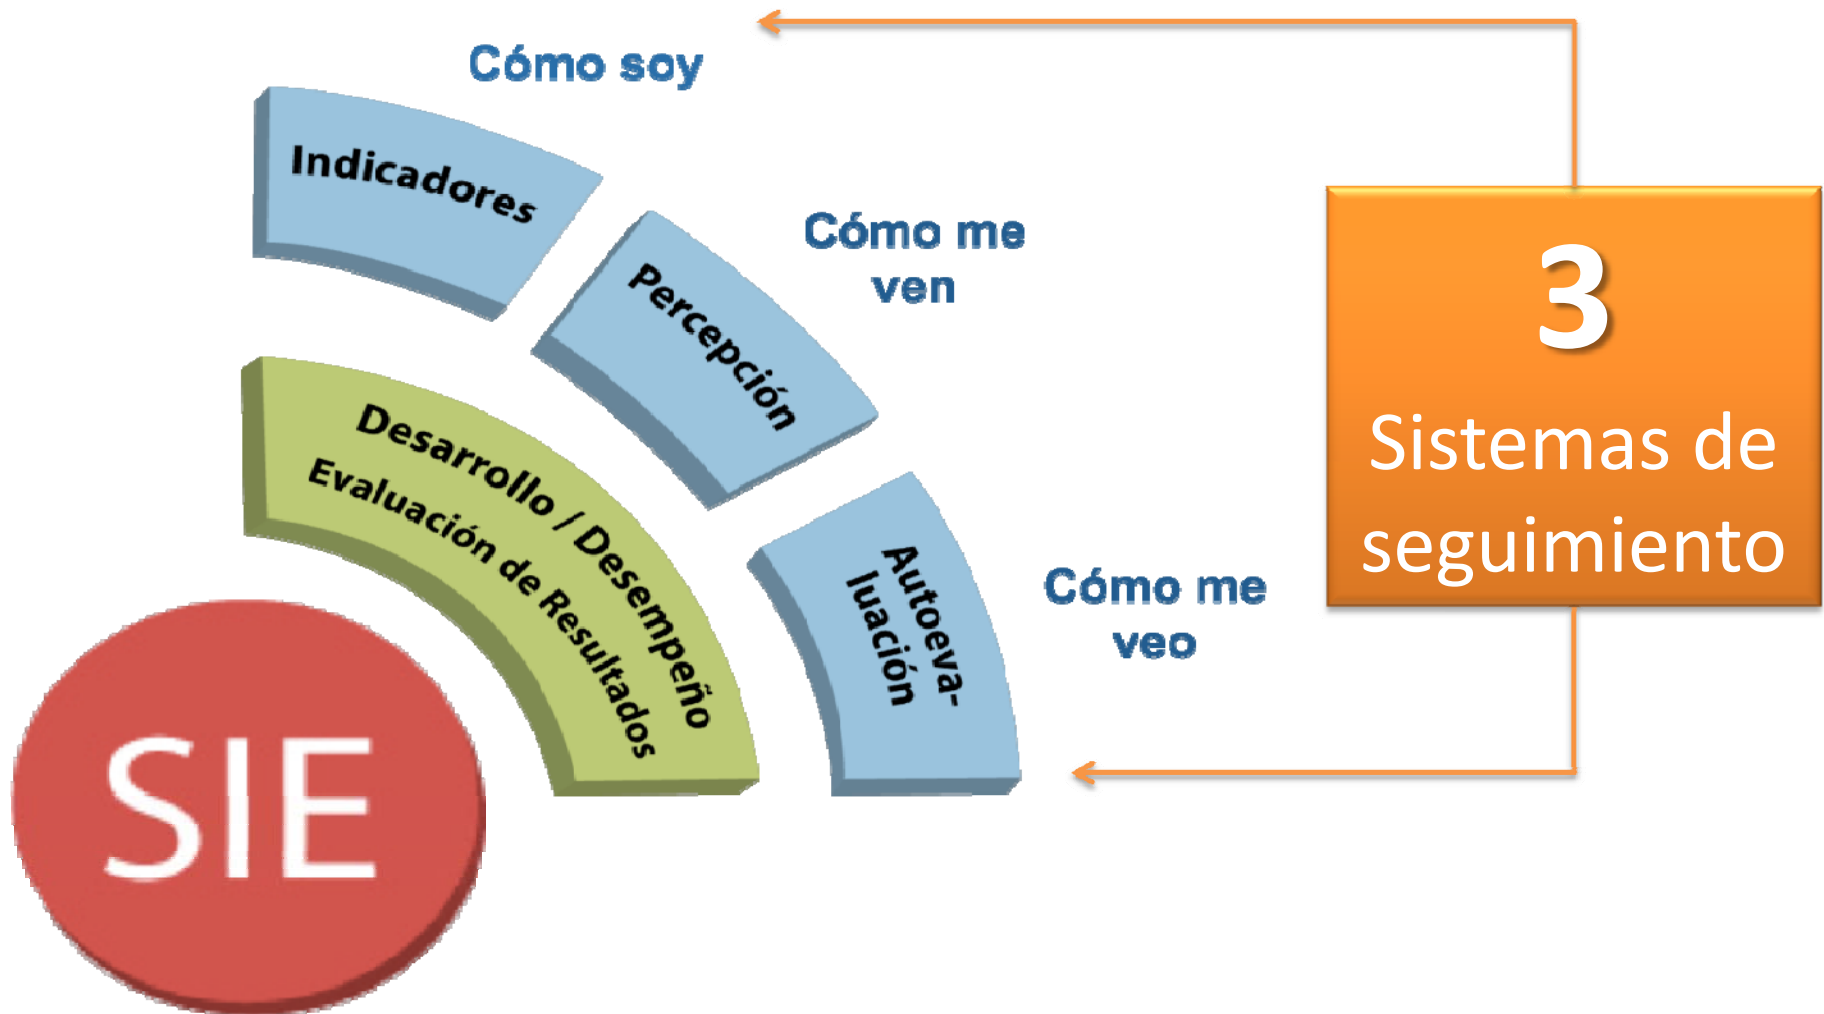 Cómo soy
Indicadores
Cómo me
ven
Percepción
Desarrollo / Desempeño
Evaluación de Resultados
Autoeva-
luación
Cómo me
veo
SIE
3
Sistemas de
seguimiento